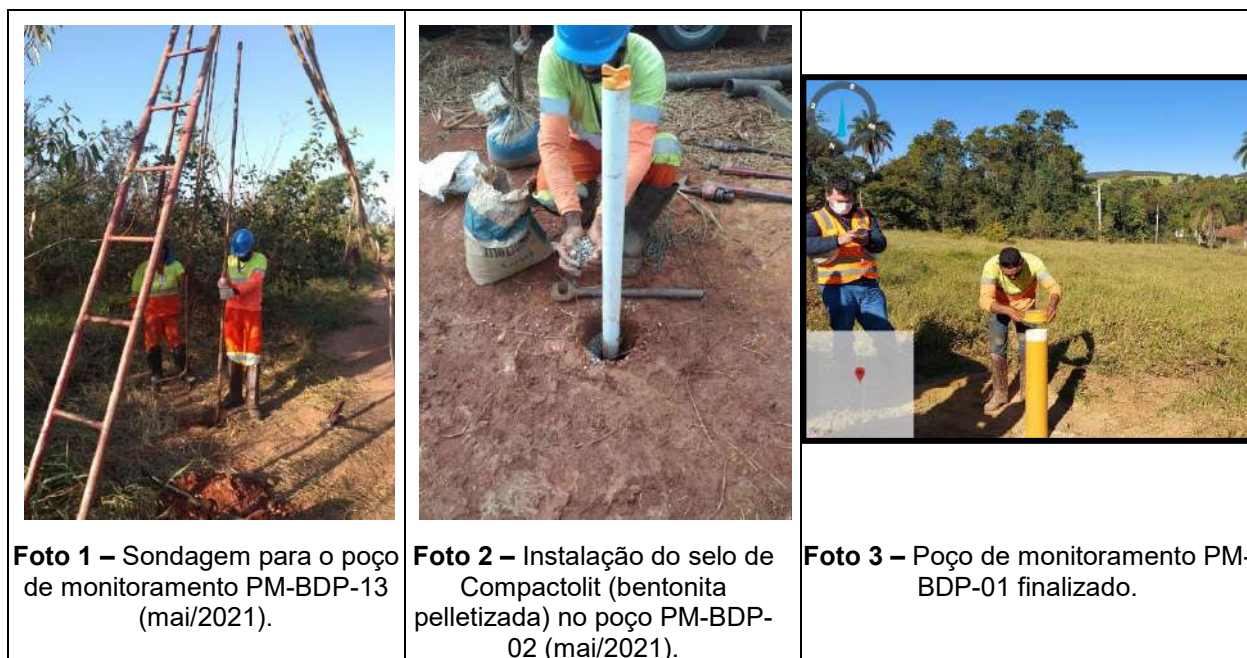 Foto 1 – Sondagem para o poço
de monitoramento PM-BDP-13
(mai/2021).
Foto 2 – Instalação do selo de
Compactolit (bentonita
pelletizada) no poço PM-BDP-
02 (mai/2021).
Foto 3 – Poço de monitoramento PM-
BDP-01 finalizado.